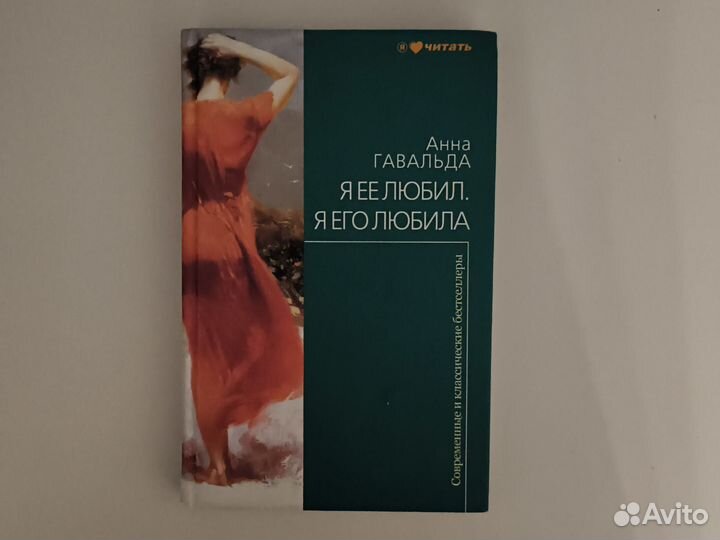 Я ♥ читать
Анна
ГАВАЛЬДА
Я ЕЕ ЛЮБИЛ.
Я ЕГО ЛЮБИЛА
Современные и классические бестселлеры
Avito